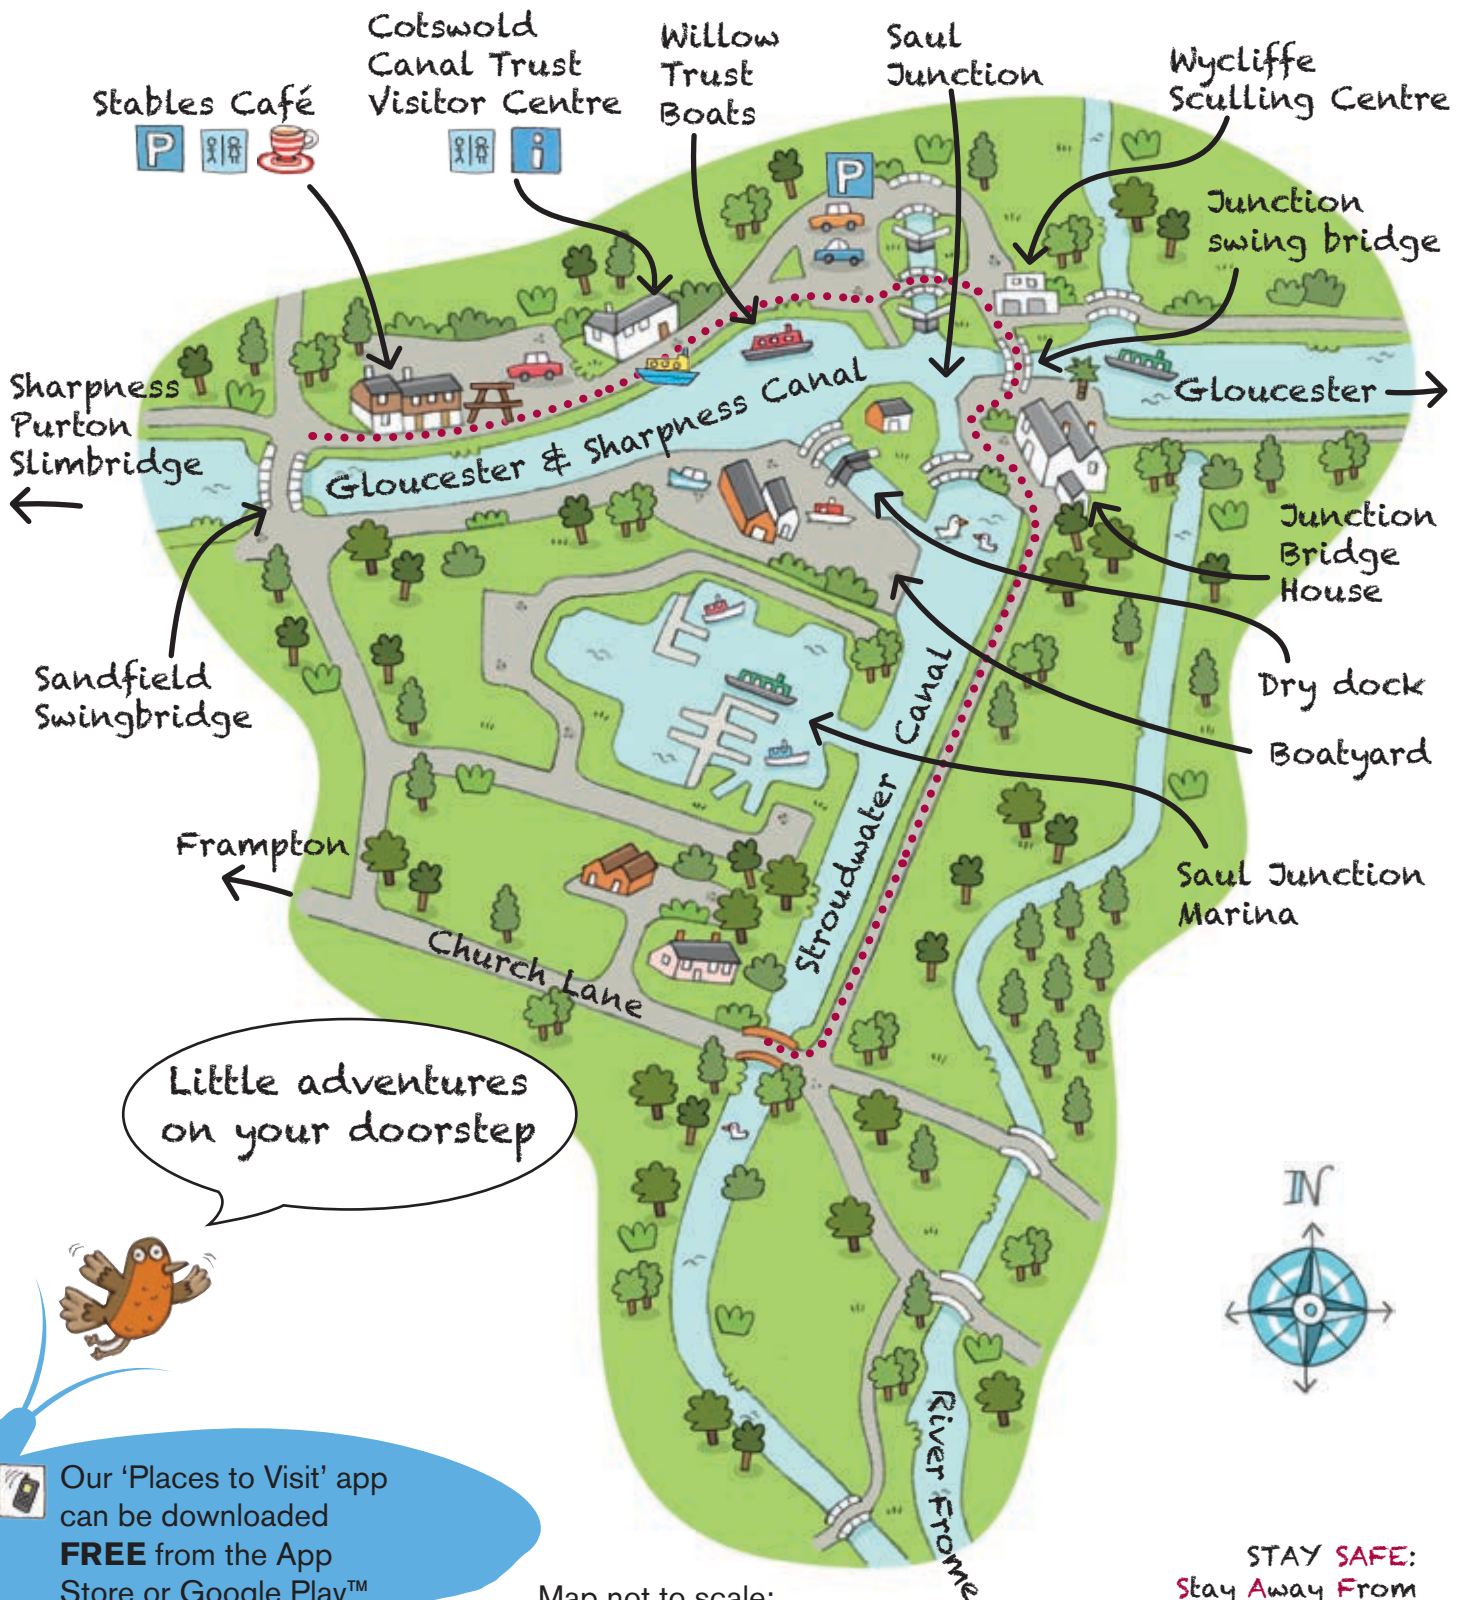 Cotswold
Canal Trust
Visitor Centre
Willow
Trust
Boats
Saul
Junction
Wycliffe
Sculling Centre
Stables Café
P
i
P
Junction
swing bridge
Sharpness
Purton
Slimbridge
Gloucester & Sharpness Canal
Gloucester
Junction
Bridge
House
Dry dock
Sandfield
Swingbridge
Boatyard
Stroudwater Canal
Frampton
Saul Junction
Marina
Church Lane
Little adventures
on your doorstep
N
River Frome
Our ‘Places to Visit’ app
can be downloaded
FREE from the App
Store or Google Play™
Map not to scale:
STAY SAFE:
Stay Away From